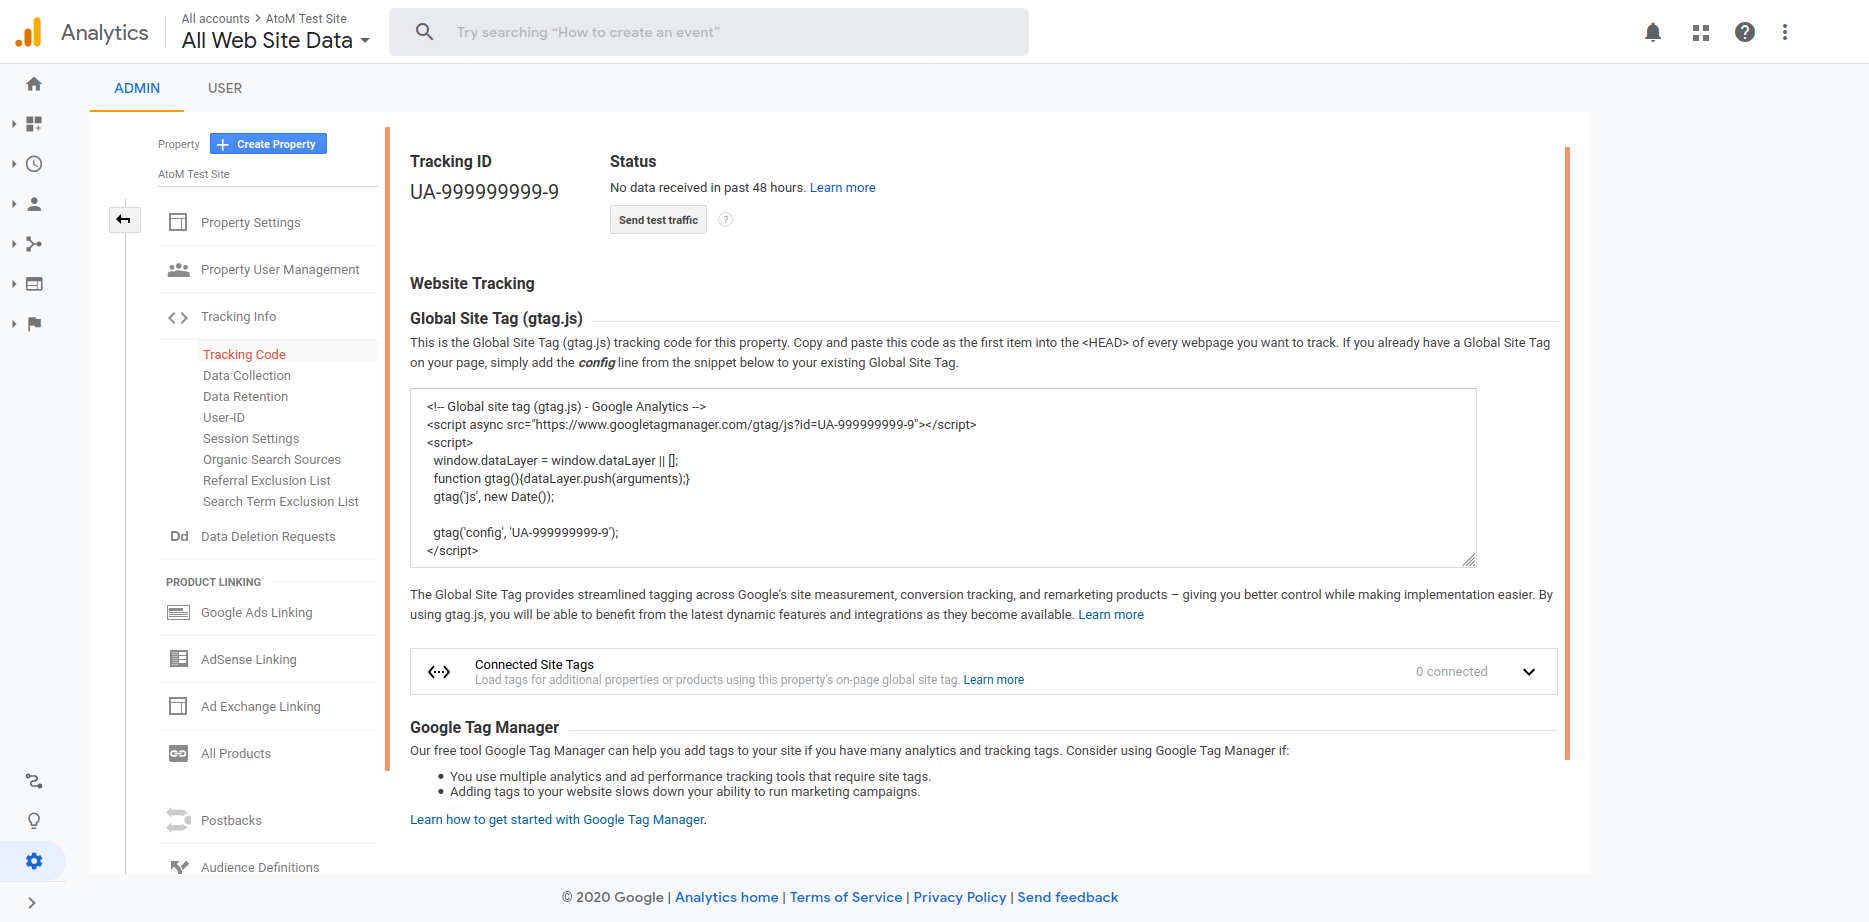 Analytics
All accounts > AtoM Test Site
All Web Site Data
Try searching “How to create an event”
ADMIN
USER
Property
Create Property
AtoM Test Site
Property Settings
Property User Management
Tracking Info
Tracking Code
Data Collection
Data Retention
User-ID
Session Settings
Organic Search Sources
Referral Exclusion List
Search Term Exclusion List
Dd Data Deletion Requests
PRODUCT LINKING
Google Ads Linking
AdSense Linking
Ad Exchange Linking
All Products
Postbacks
Audience Definitions
Tracking ID
UA-999999999-9
Status
No data received in past 48 hours. Learn more
Send test traffic ?
Website Tracking
Global Site Tag (gtag.js)
This is the Global Site Tag (gtag.js) tracking code for this property. Copy and paste this code as the first item into the <HEAD> of every webpage you want to track. If you already have a Global Site Tag
on your page, simply add the config line from the snippet below to your existing Global Site Tag.
<!-- Global site tag (gtag.js) - Google Analytics -->
<script async src="https://www.googletagmanager.com/gtag/js?id=UA-999999999-9"></script>
<script>
window.dataLayer = window.dataLayer || [];
function gtag(){dataLayer.push(arguments);}
gtag('js', new Date());
gtag('config', 'UA-999999999-9');
</script>
The Global Site Tag provides streamlined tagging across Google’s site measurement, conversion tracking, and remarketing products – giving you better control while making implementation easier. By
using gtag.js, you will be able to benefit from the latest dynamic features and integrations as they become available. Learn more
Connected Site Tags
Load tags for additional properties or products using this property's on-page global site tag. Learn more
0 connected
Google Tag Manager
Our free tool Google Tag Manager can help you add tags to your site if you have many analytics and tracking tags. Consider using Google Tag Manager if:
• You use multiple analytics and ad performance tracking tools that require site tags.
• Adding tags to your website slows down your ability to run marketing campaigns.
Learn how to get started with Google Tag Manager.
© 2020 Google | Analytics home | Terms of Service | Privacy Policy | Send feedback